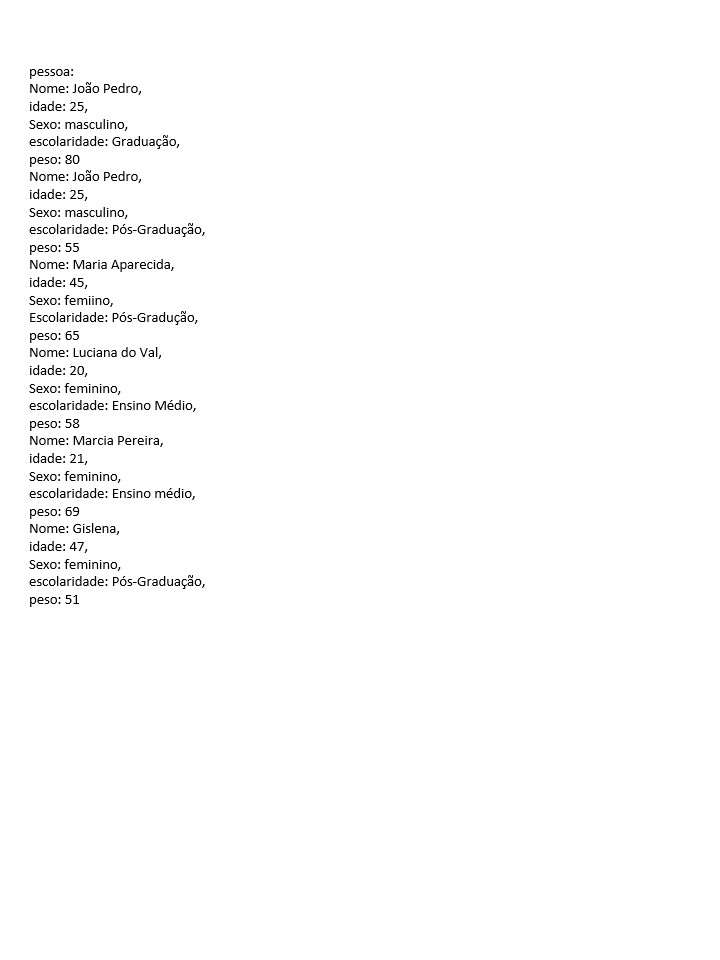 pessoa:
Nome: João Pedro,
idade: 25,
Sexo: masculino,
escolaridade: Graduação,
peso: 80
Nome: João Pedro,
idade: 25,
Sexo: masculino,
escolaridade: Pós-Graduação,
peso: 55
Nome: Maria Aparecida,
idade: 45,
Sexo: femiino,
Escolaridade: Pós-Gradução,
peso: 65
Nome: Luciana do Val,
idade: 20,
Sexo: feminino,
escolaridade: Ensino Médio,
peso: 58
Nome: Marcia Pereira,
idade: 21,
Sexo: feminino,
escolaridade: Ensino médio,
peso: 69
Nome: Gislena,
idade: 47,
Sexo: feminino,
escolaridade: Pós-Graduação,
peso: 51